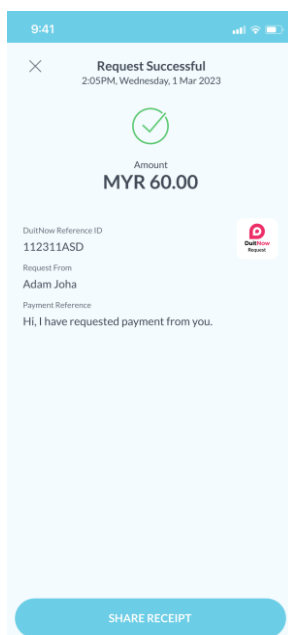 9:41
Request Successful
2:05PM, Wednesday, 1 Mar 2023
Amount
MYR 60.00
DuitNow Reference ID
112311ASD
DuitNow
Request
Request From
Adam Joha
Payment Reference
Hi, I have requested payment from you.
SHARE RECEIPT